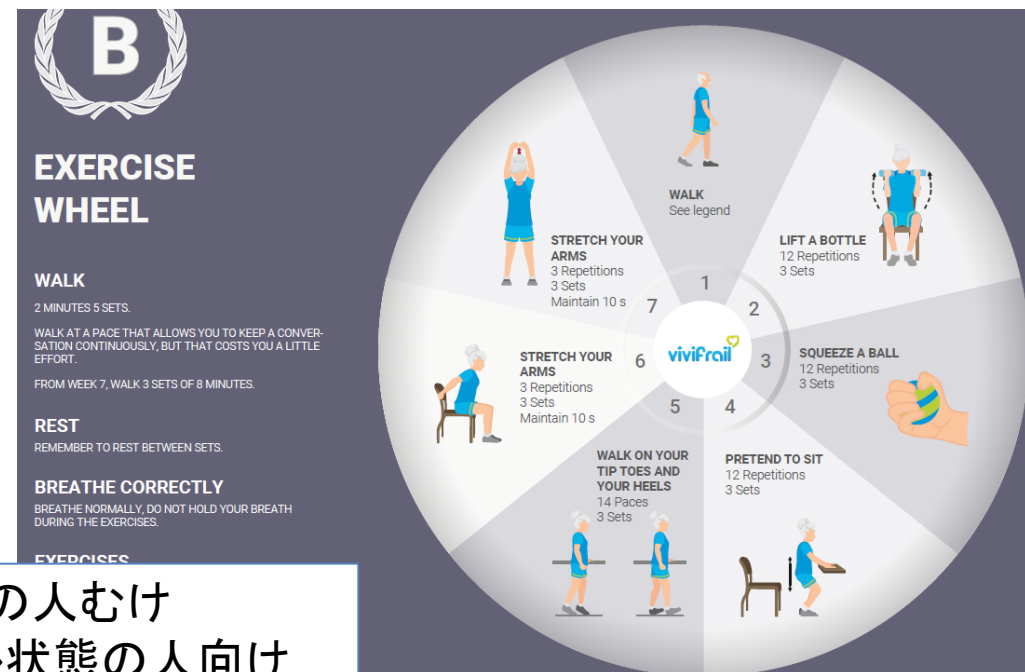 B
EXERCISE
WHEEL
WALK
2 MINUTES 5 SETS.
WALK AT A PACE THAT ALLOWS YOU TO KEEP A CONVER-
SATION CONTINUOUSLY, BUT THAT COSTS YOU A LITTLE
EFFORT.
FROM WEEK 7, WALK 3 SETS OF 8 MINUTES.
REST
REMEMBER TO REST BETWEEN SETS.
BREATHE CORRECTLY
BREATHE NORMALLY, DO NOT HOLD YOUR BREATH
DURING THE EXERCISES.
EXERCISES
の人むけ
状態の人向け
WALK
See legend
1
LIFT A BOTTLE
12 Repetitions
3 Sets
2
SQUEEZE A BALL
12 Repetitions
3 Sets
3
PRETEND TO SIT
12 Repetitions
3 Sets
4
WALK ON YOUR
TIP TOES AND
YOUR HEELS
14 Paces
3 Sets
5
STRETCH YOUR
ARMS
3 Repetitions
3 Sets
Maintain 10 s
6
STRETCH YOUR
ARMS
3 Repetitions
3 Sets
Maintain 10 s
7
vivifrail